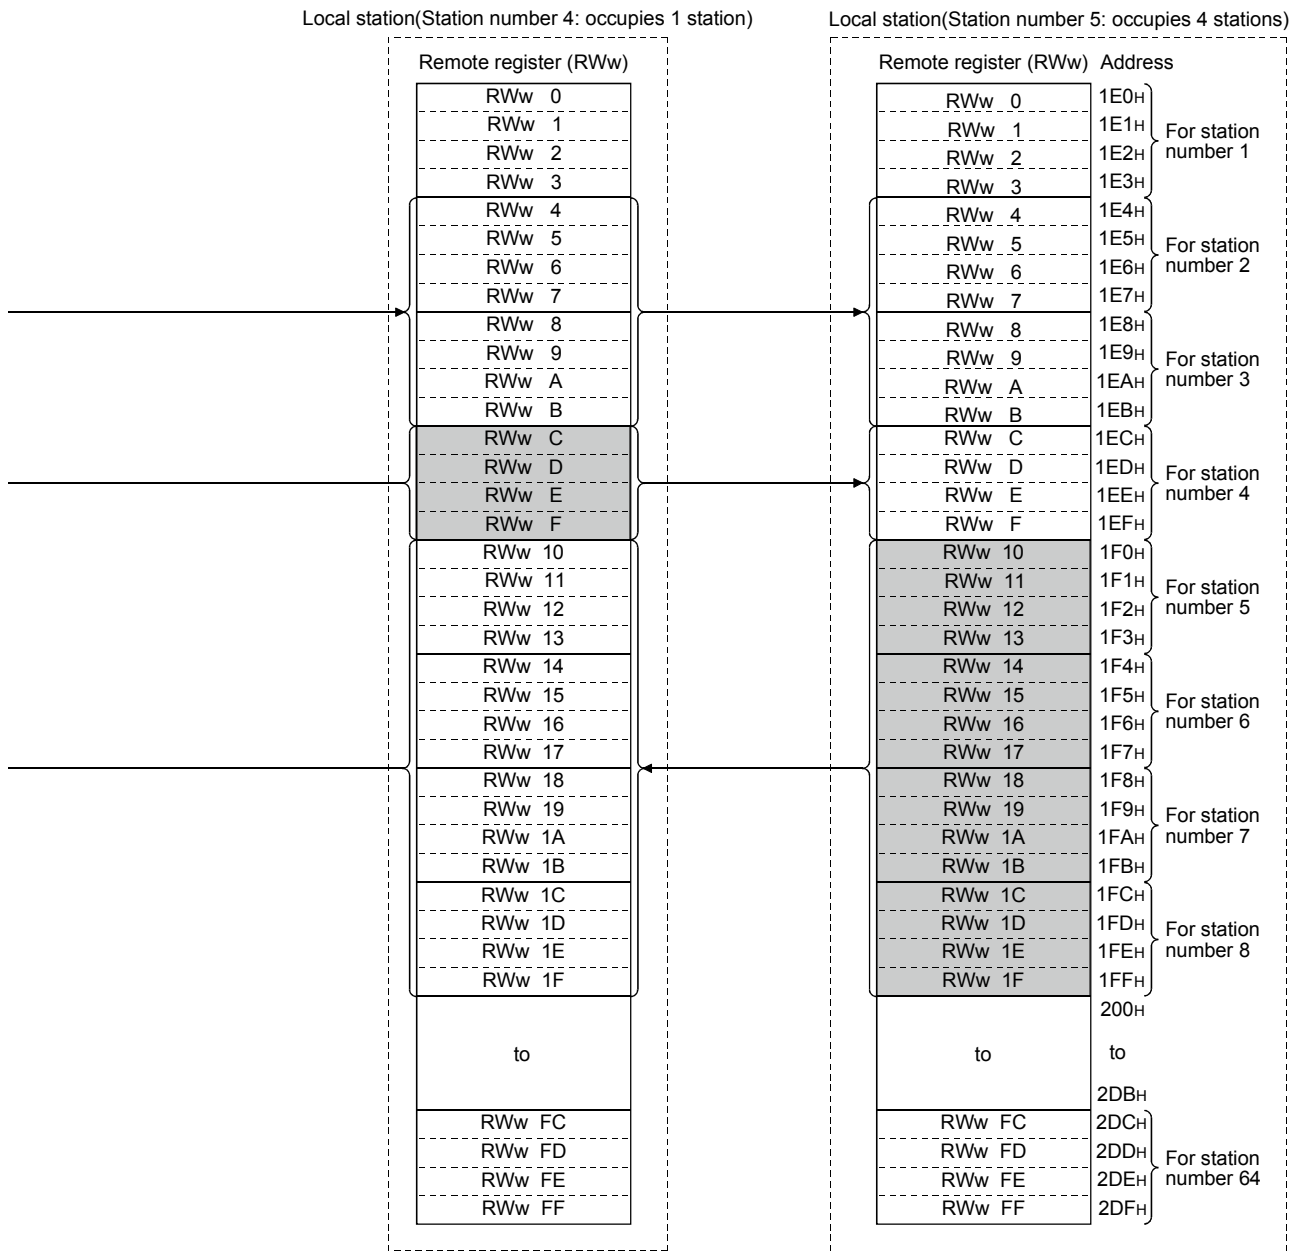 Local station(Station number 4: occupies 1 station) Local station(Station number 5: occupies 4 stations)
Remote register (RWw) Remote register (RWw) Address
RWw 0 RWw 0 1E0H
RWw 1 RWw 1 1E1H
For station number 1
RWw 2 RWw 2 1E2H
RWw 3 RWw 3 1E3H
RWw 4 RWw 4 1E4H
RWw 5 RWw 5 1E5H
For station number 2
RWw 6 RWw 6 1E6H
RWw 7 RWw 7 1E7H
RWw 8 RWw 8 1E8H
RWw 9 RWw 9 1E9H
For station number 3
RWw A RWw A 1EAH
RWw B RWw B 1EBH
RWw C RWw C 1ECH
RWw D RWw D 1EDH
For station number 4
RWw E RWw E 1EEH
RWw F RWw F 1EFH
RWw 10 RWw 10 1F0H
RWw 11 RWw 11 1F1H
For station number 5
RWw 12 RWw 12 1F2H
RWw 13 RWw 13 1F3H
RWw 14 RWw 14 1F4H
RWw 15 RWw 15 1F5H
For station number 6
RWw 16 RWw 16 1F6H
RWw 17 RWw 17 1F7H
RWw 18 RWw 18 1F8H
RWw 19 RWw 19 1F9H
For station number 7
RWw 1A RWw 1A 1FAH
RWw 1B RWw 1B 1FBH
RWw 1C RWw 1C 1FCH
RWw 1D RWw 1D 1FDH
For station number 8
RWw 1E RWw 1E 1FEH
RWw 1F RWw 1F 1FFH
200H
to to to
2DBH
RWw FC RWw FC 2DCH
RWw FD RWw FD 2DDH
For station number 64
RWw FE RWw FE 2DEH
RWw FF RWw FF 2DFH